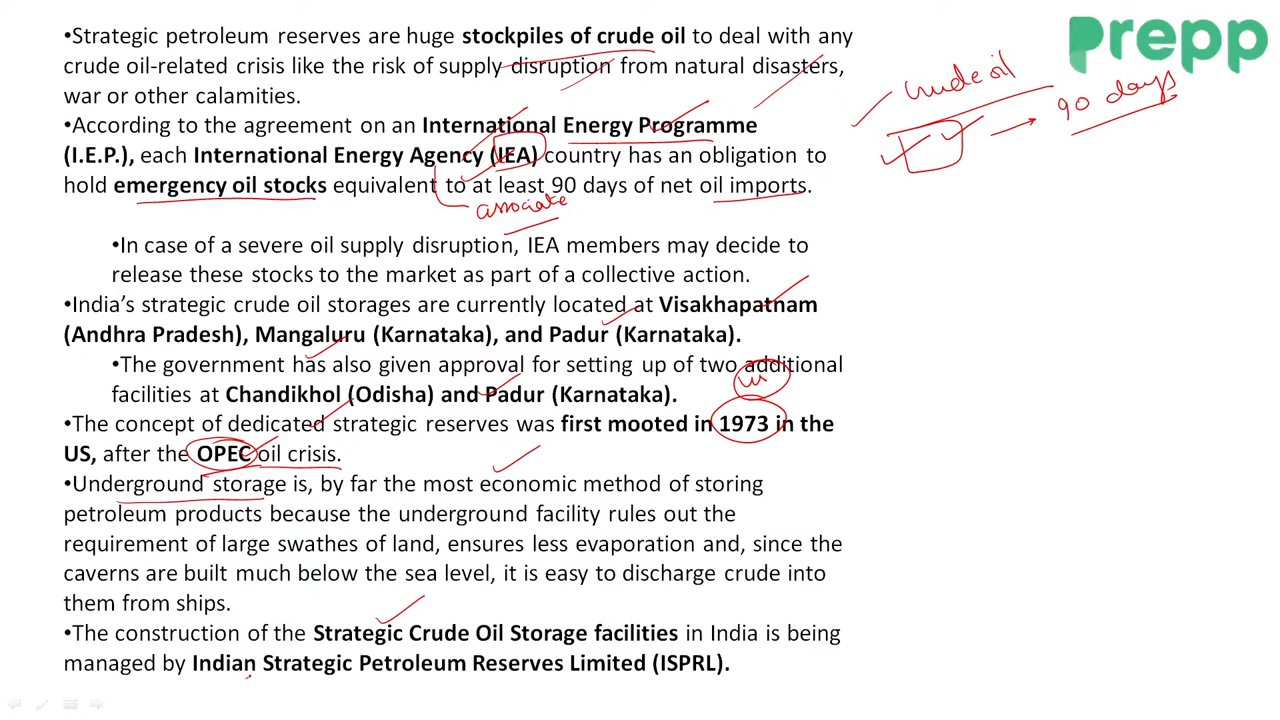 prepp
•Strategic petroleum reserves are huge stockpiles of crude oil to deal with any
crude oil-related crisis like the risk of supply disruption from natural disasters,
war or other calamities.
•According to the agreement on an International Energy Programme
(I.E.P.), each International Energy Agency (IEA) country has an obligation to
hold emergency oil stocks equivalent to at least 90 days of net oil imports.
associate
crude oil
90 days
•In case of a severe oil supply disruption, IEA members may decide to
release these stocks to the market as part of a collective action.
•India's strategic crude oil storages are currently located at Visakhapatnam
(Andhra Pradesh), Mangaluru (Karnataka), and Padur (Karnataka).
•The government has also given approval for setting up of two additional
facilities at Chandikhol (Odisha) and Padur (Karnataka).
•The concept of dedicated strategic reserves was first mooted in 1973 in the
US, after the OPEC oil crisis.
•Underground storage is, by far the most economic method of storing
petroleum products because the underground facility rules out the
requirement of large swathes of land, ensures less evaporation and, since the
caverns are built much below the sea level, it is easy to discharge crude into
them from ships.
•The construction of the Strategic Crude Oil Storage facilities in India is being
managed by Indian Strategic Petroleum Reserves Limited (ISPRL).